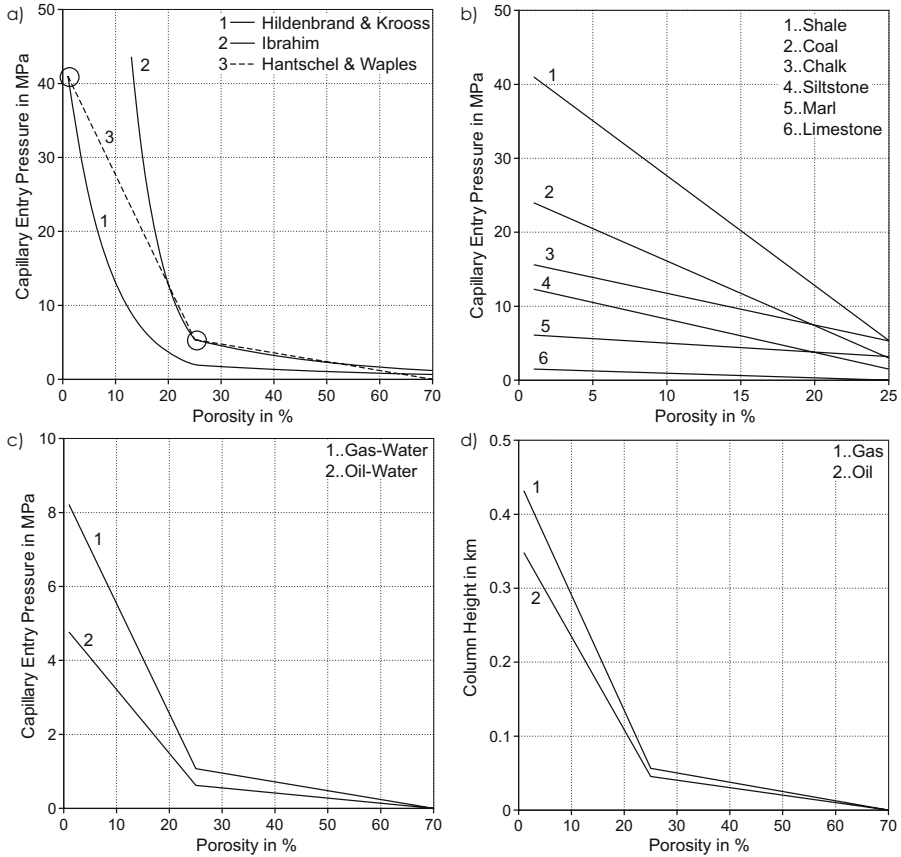 a)
50
40
30
20
10
0
Capillary Entry Pressure in MPa
1 Hildenbrand & Krooss
2 Ibrahim
3 Hantschel & Waples
2
3
1
0 10 20 30 40 50 60 70
Porosity in %
b)
50
40
30
20
10
0
Capillary Entry Pressure in MPa
1..Shale
2..Coal
3..Chalk
4..Siltstone
5..Marl
6..Limestone
1
2
3
4
5
6
0 5 10 15 20 25
Porosity in %
c)
10
8
6
4
2
0
Capillary Entry Pressure in MPa
1..Gas-Water
2..Oil-Water
1
2
0 10 20 30 40 50 60 70
Porosity in %
d)
0.5
0.4
0.3
0.2
0.1
0
Column Height in km
1..Gas
2..Oil
1
2
0 10 20 30 40 50 60 70
Porosity in %